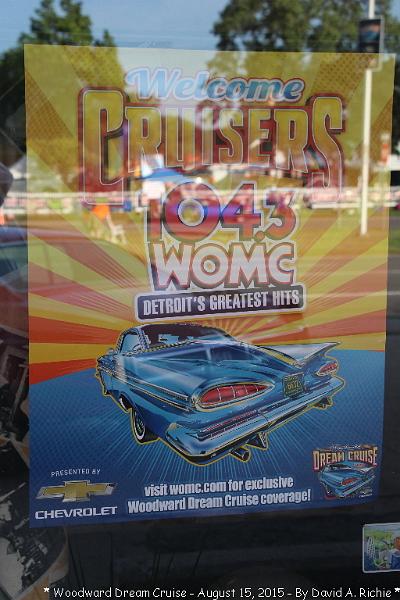 Welcome
CRUISERS
104.3
WOMC
DETROIT'S GREATEST HITS
PRESENTED BY
CHEVROLET
visit womc.com for exclusive
Woodward Dream Cruise coverage!
DREAM CRUISE
* Woodward Dream Cruise - August 15, 2015 - By David A. Richie *